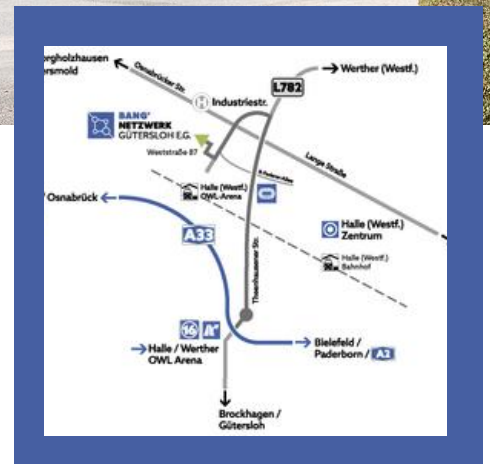 orgholzhausen
ersmold
Osnabrücker Str.
L782
Werther (Westf.)
H
Industriestr.
BANG®
NETZWERK
GÜTERSLOH E.G.
Weststraße 87
Lange Straße
Halle (Westf.)
OWL-Arena
/ Osnabrück
A33
Theenhausener Str.
Halle (Westf.)
Zentrum
Halle (Westf.)
Bahnhof
16
Halle / Werther
OWL Arena
Bielefeld /
Paderborn / A2
Brockhagen /
Gütersloh